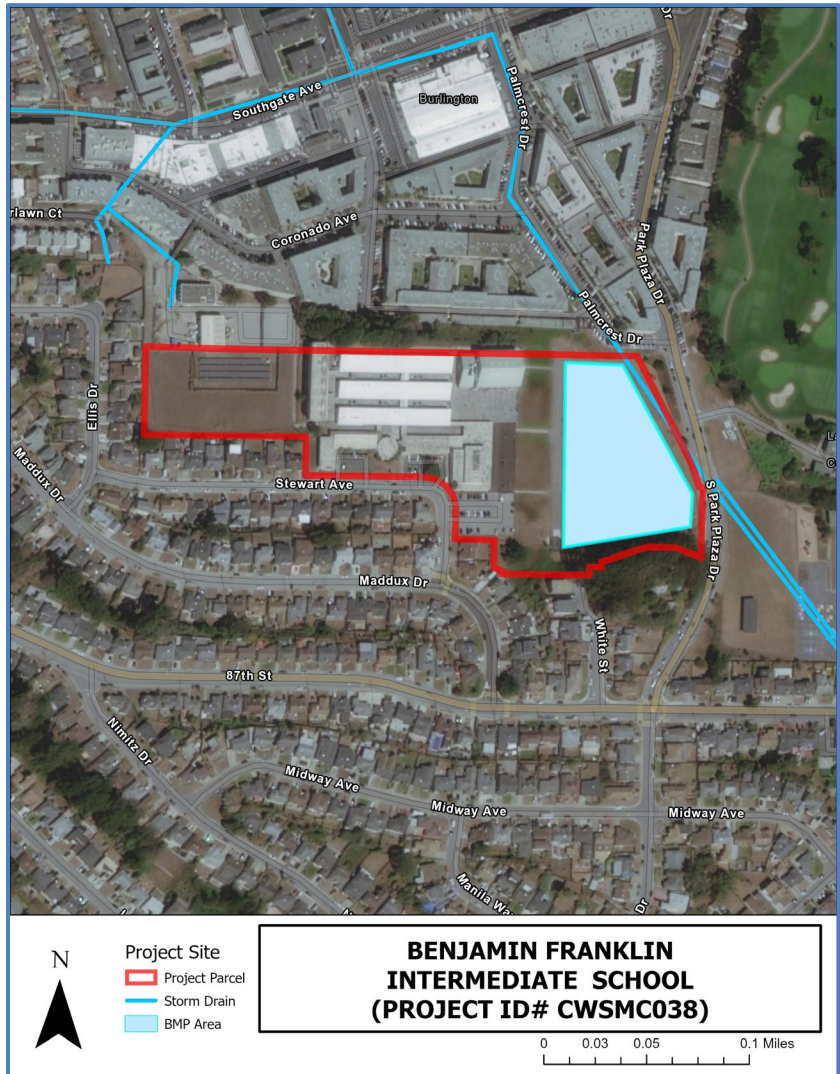 Dr
Southgate Ave
Burlington
Palmcrest Dr
rlawn Ct
Coronado Ave
Park Plaza Dr
Palmcrest Dr
Ellis Dr
Maddux Dr
Stewart Ave
S Park Plaza Dr
Maddux Dr
White St
87th St
Nimitz Dr
Midway Ave
Midway Ave
Midway Ave
Manila Wa
Dr
N
Project Site
Project Parcel
Storm Drain
BMP Area
BENJAMIN FRANKLIN
INTERMEDIATE SCHOOL
(PROJECT ID# CWSMC038)
0 0.03 0.05 0.1 Miles